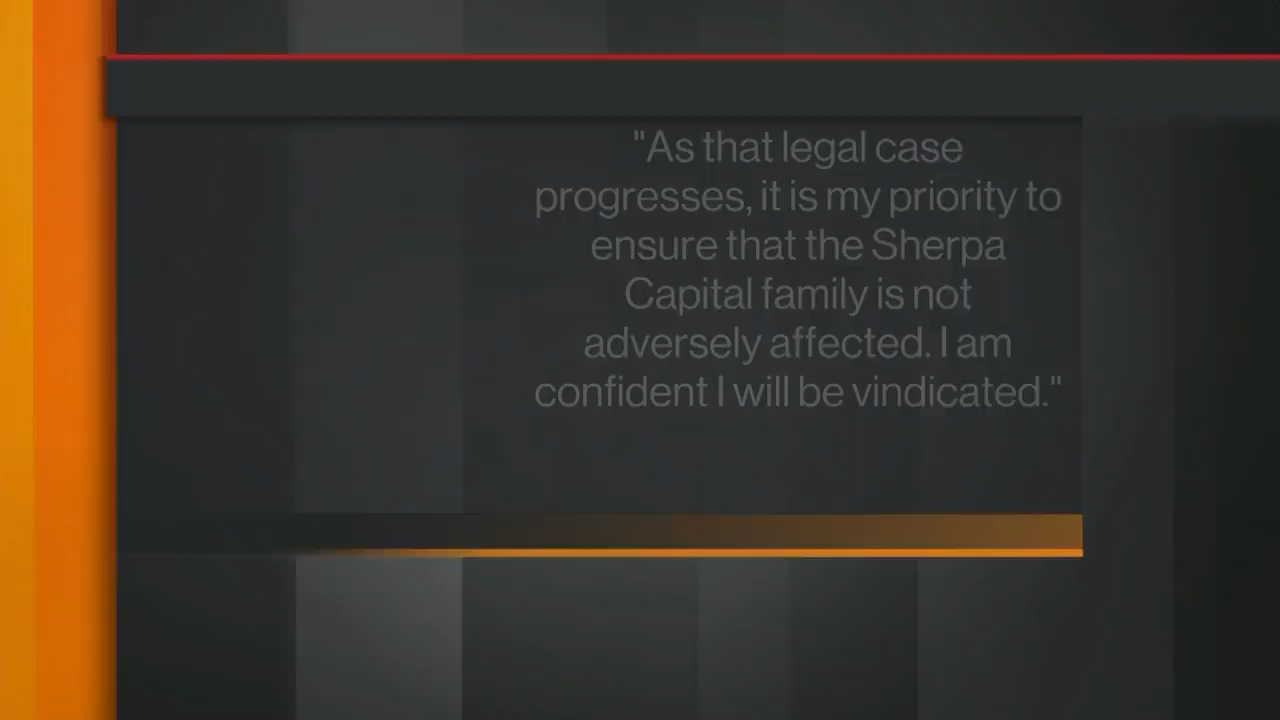 "As that legal case
progresses, it is my priority to
ensure that the Sherpa
Capital family is not
adversely affected. I am
confident I will be vindicated."